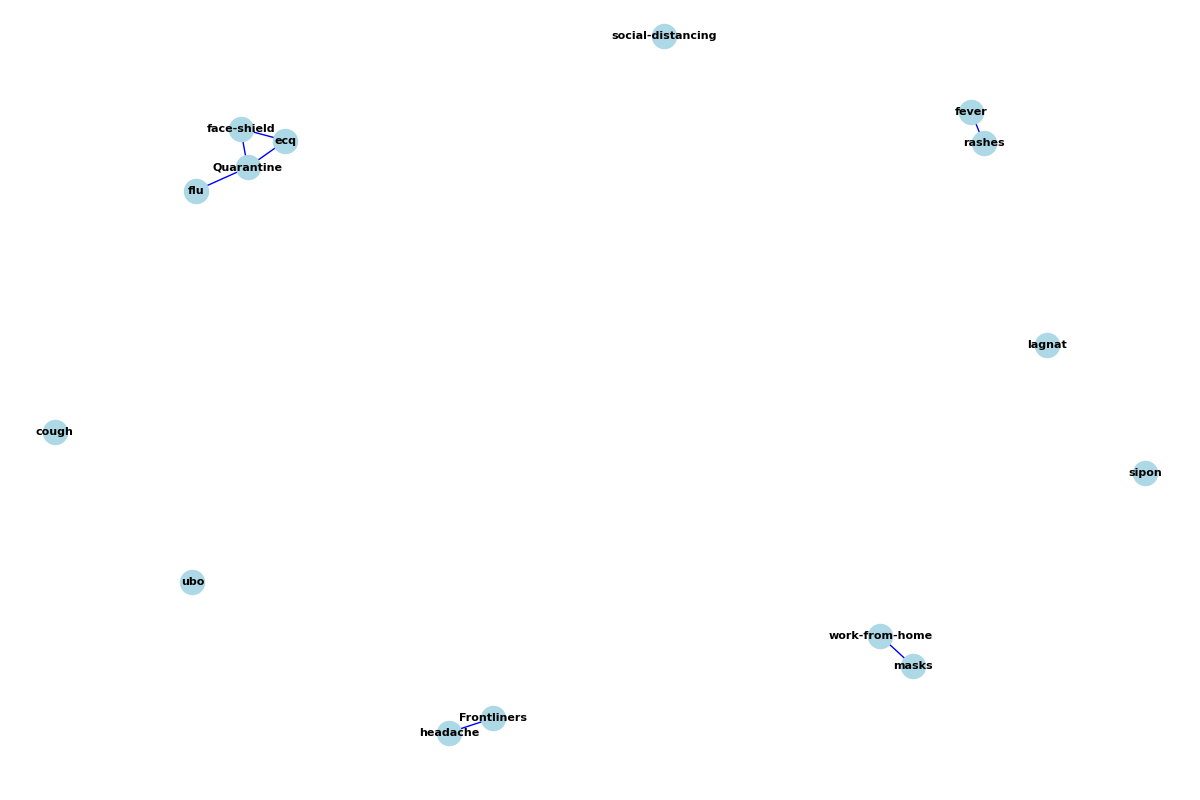 social-distancing
fever
face-shield
ecq
rashes
Quarantine
flu
lagnat
cough
sipon
ubo
work-from-home
masks
Frontliners
headache